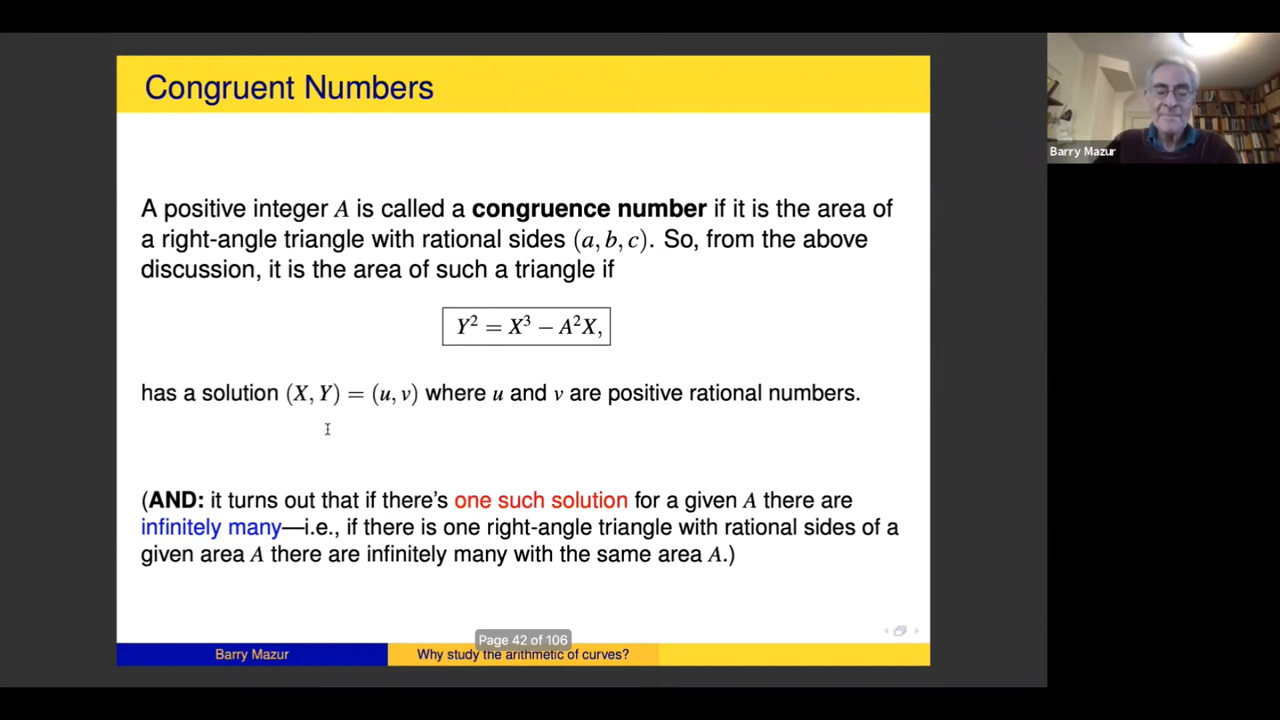 Congruent Numbers
A positive integer A is called a congruence number if it is the area of
a right-angle triangle with rational sides (a, b, c). So, from the above
discussion, it is the area of such a triangle if
Y² = X³ − A²X,
has a solution (X, Y) = (u, v) where u and v are positive rational numbers.
(AND: it turns out that if there's one such solution for a given A there are
infinitely many—i.e., if there is one right-angle triangle with rational sides of a
given area A there are infinitely many with the same area A.)
Page 42 of 106
Barry Mazur
Why study the arithmetic of curves?
Barry Mazur